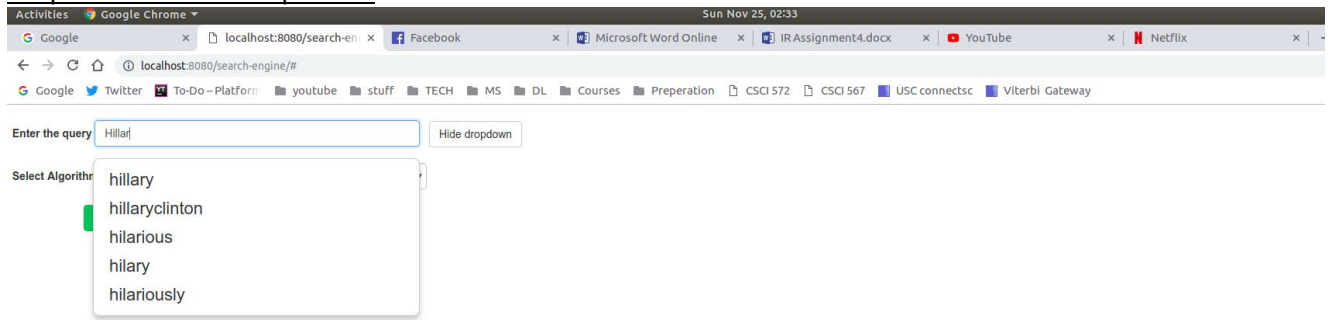 Activities Google Chrome ▾ Sun Nov 25, 02:33
Google × localhost:8080/search-en × Facebook × Microsoft Word Online × IR Assignment4.docx × YouTube × Netflix ×
localhost:8080/search-engine/#
Google Twitter To-Do – Platform youtube stuff TECH MS DL Courses Preperation CSCI 572 CSCI 567 USC connectsc Viterbi Gateway
Enter the query Hillar Hide dropdown
Select Algorithm
hillary
hillaryclinton
hilarious
hilary
hilariously